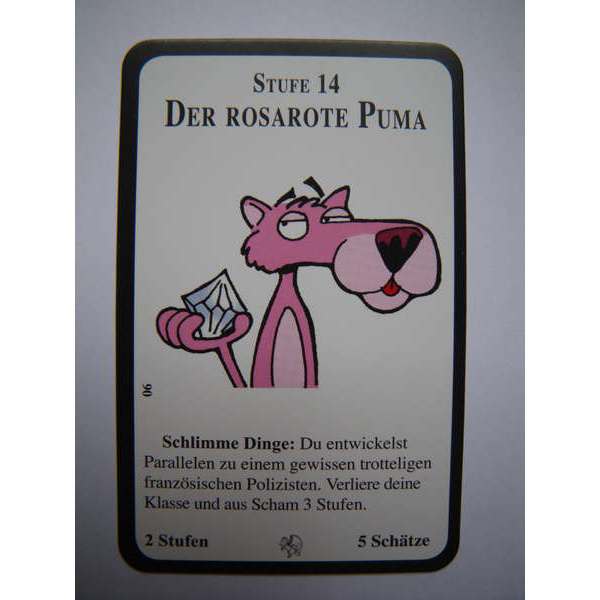 Stufe 14
Der rosarote Puma
06
Schlimme Dinge: Du entwickelst
Parallelen zu einem gewissen trotteligen
französischen Polizisten. Verliere deine
Klasse und aus Scham 3 Stufen.
2 Stufen 5 Schätze